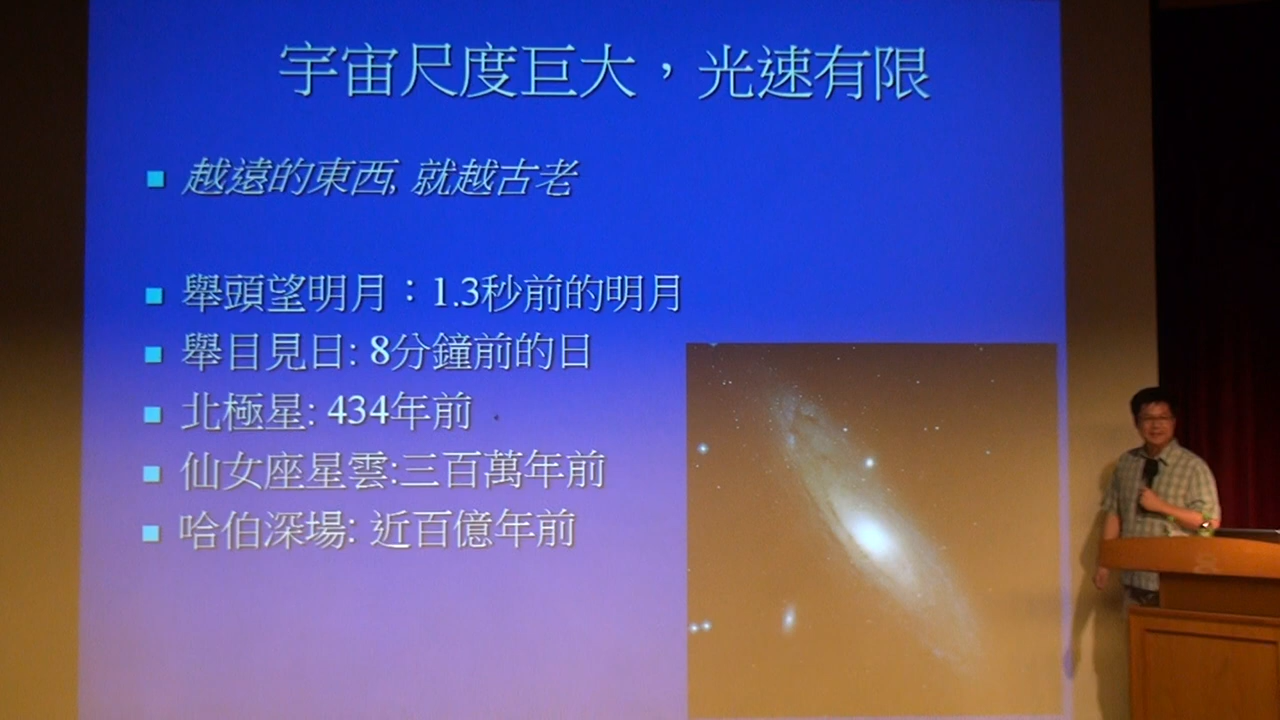 宇宙尺度巨大，光速有限
越遠的東西, 就越古老
舉頭望明月：1.3秒前的明月
舉目見日: 8分鐘前的日
北極星: 434年前
仙女座星雲:三百萬年前
哈伯深場: 近百億年前